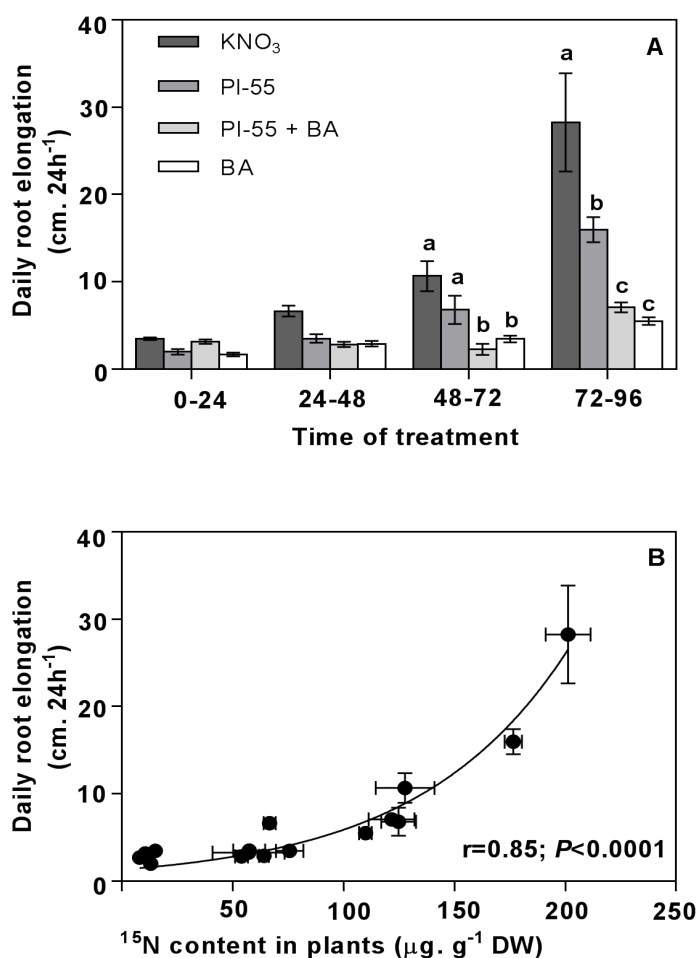 40
30
20
10
0
Daily root elongation
(cm. 24h⁻¹)
KNO₃
PI-55
PI-55 + BA
BA
A
a
a
b
b
a
b
c
c
0-24
24-48
48-72
72-96
Time of treatment
40
30
20
10
0
Daily root elongation
(cm. 24h⁻¹)
B
r=0.85; P<0.0001
50
100
150
200
250
¹⁵N content in plants (μg. g⁻¹ DW)